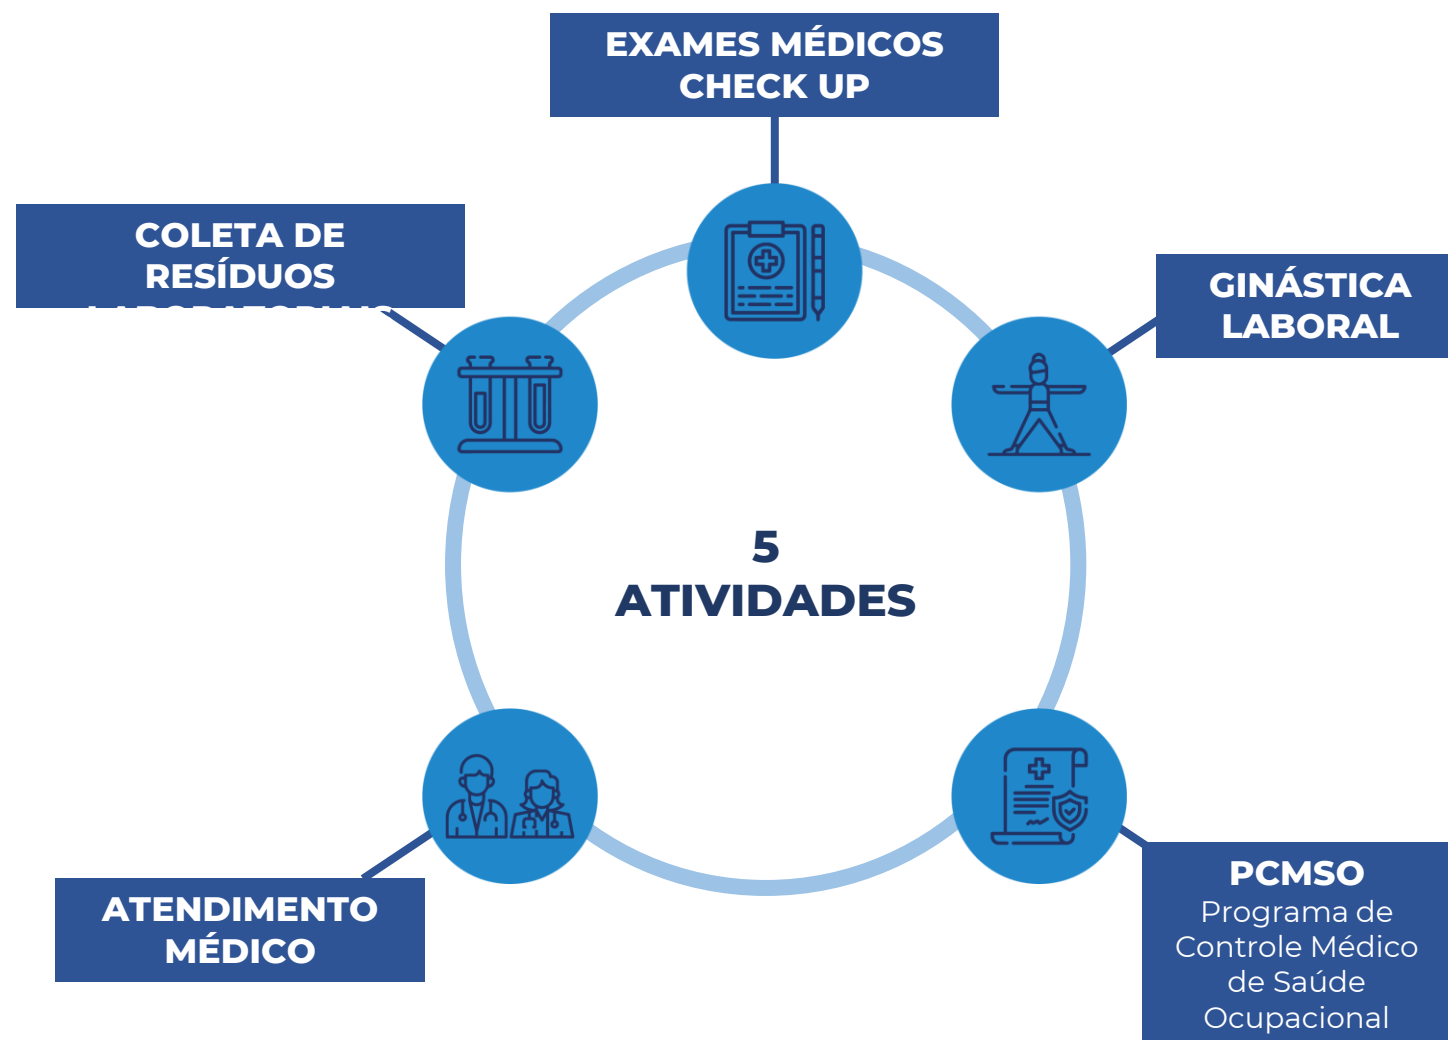 EXAMES MÉDICOS
CHECK UP
COLETA DE
RESÍDUOS
LABORATORIAIS
GINÁSTICA
LABORAL
5
ATIVIDADES
ATENDIMENTO
MÉDICO
PCMSO
Programa de
Controle Médico
de Saúde
Ocupacional